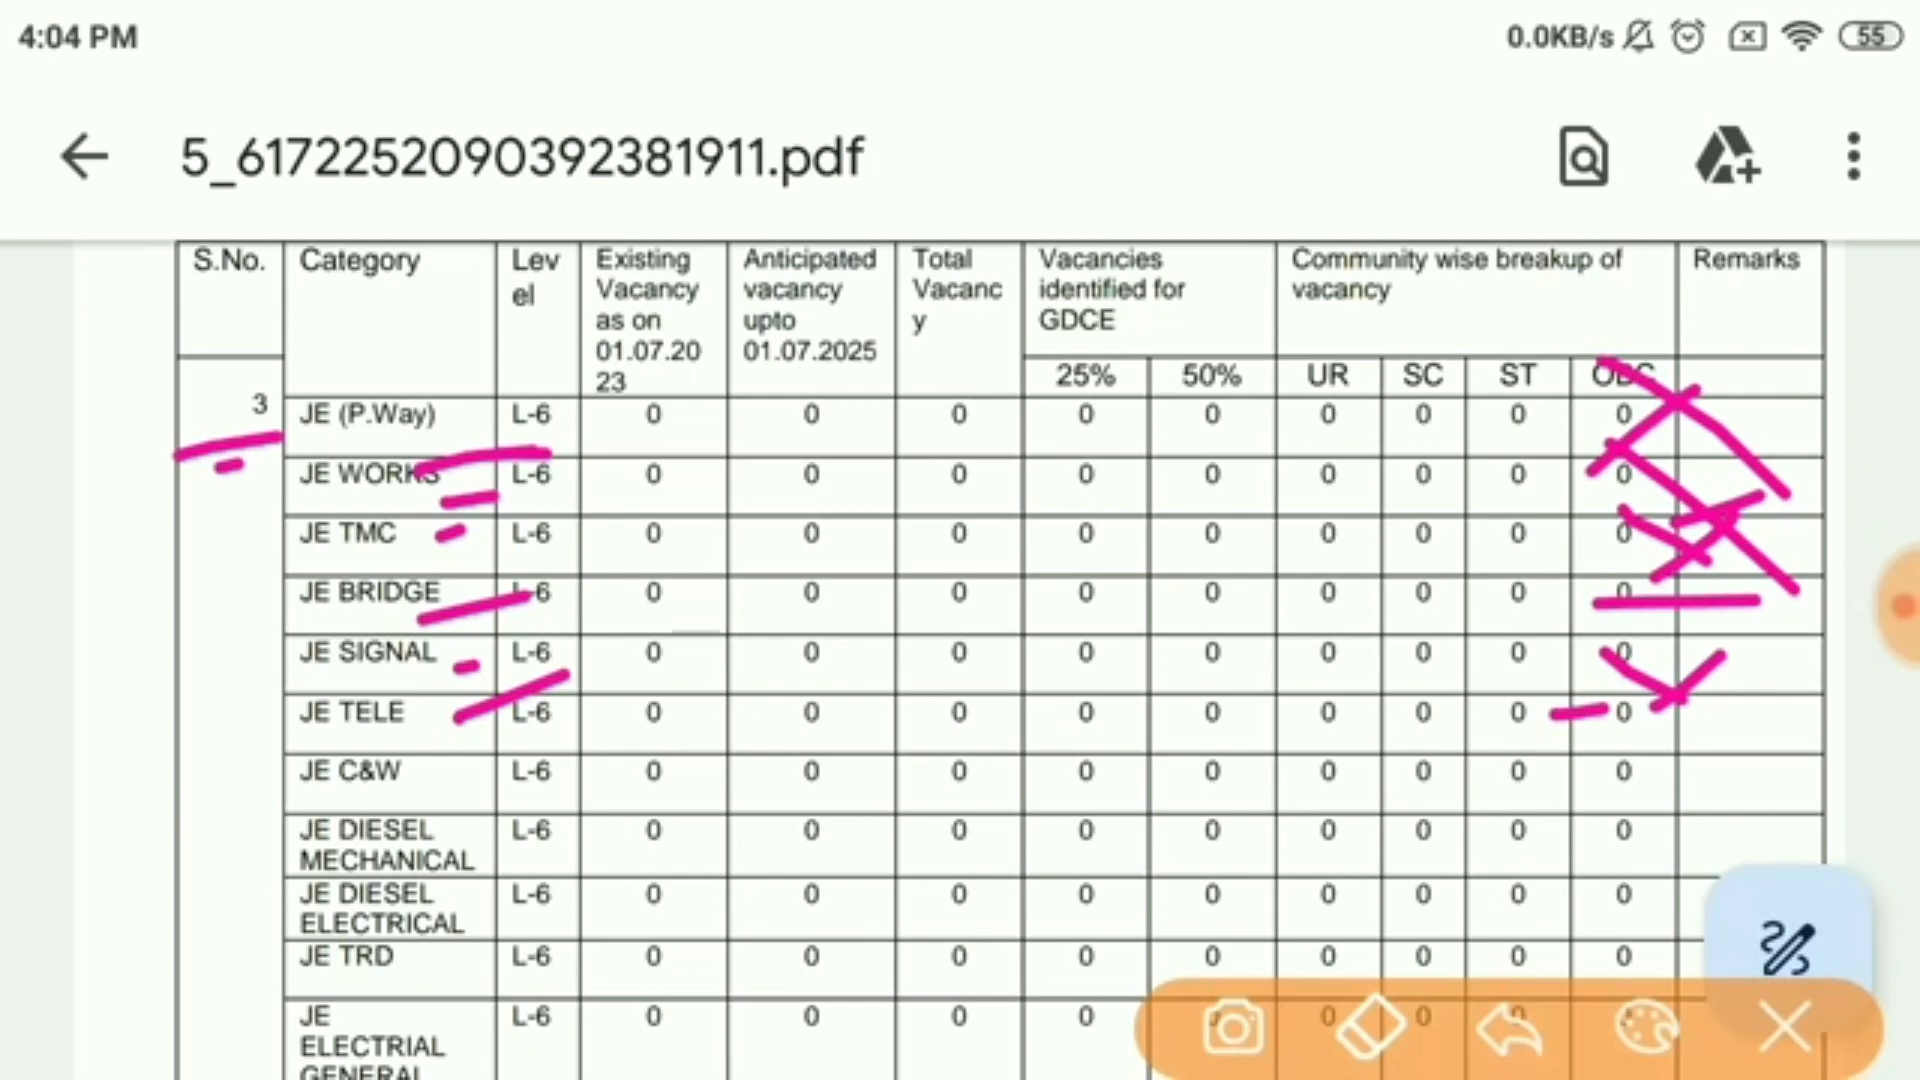 4:04 PM 0.0KB/s 55
5_6172252090392381911.pdf
S.No. Category Lev el Existing Vacancy as on 01.07.20 23 Anticipated vacancy upto 01.07.2025 Total Vacanc y Vacancies identified for GDCE Community wise breakup of vacancy Remarks
25% 50% UR SC ST OBC
3 JE (P.Way) L-6 0 0 0 0 0 0 0 0 0
JE WORKS L-6 0 0 0 0 0 0 0 0 0
JE TMC L-6 0 0 0 0 0 0 0 0 0
JE BRIDGE L-6 0 0 0 0 0 0 0 0 0
JE SIGNAL L-6 0 0 0 0 0 0 0 0 0
JE TELE L-6 0 0 0 0 0 0 0 0 0
JE C&W L-6 0 0 0 0 0 0 0 0 0
JE DIESEL MECHANICAL L-6 0 0 0 0 0 0 0 0 0
JE DIESEL ELECTRICAL L-6 0 0 0 0 0 0 0 0 0
JE TRD L-6 0 0 0 0 0 0 0 0 0
JE ELECTRIAL GENERAL L-6 0 0 0 0 0 0